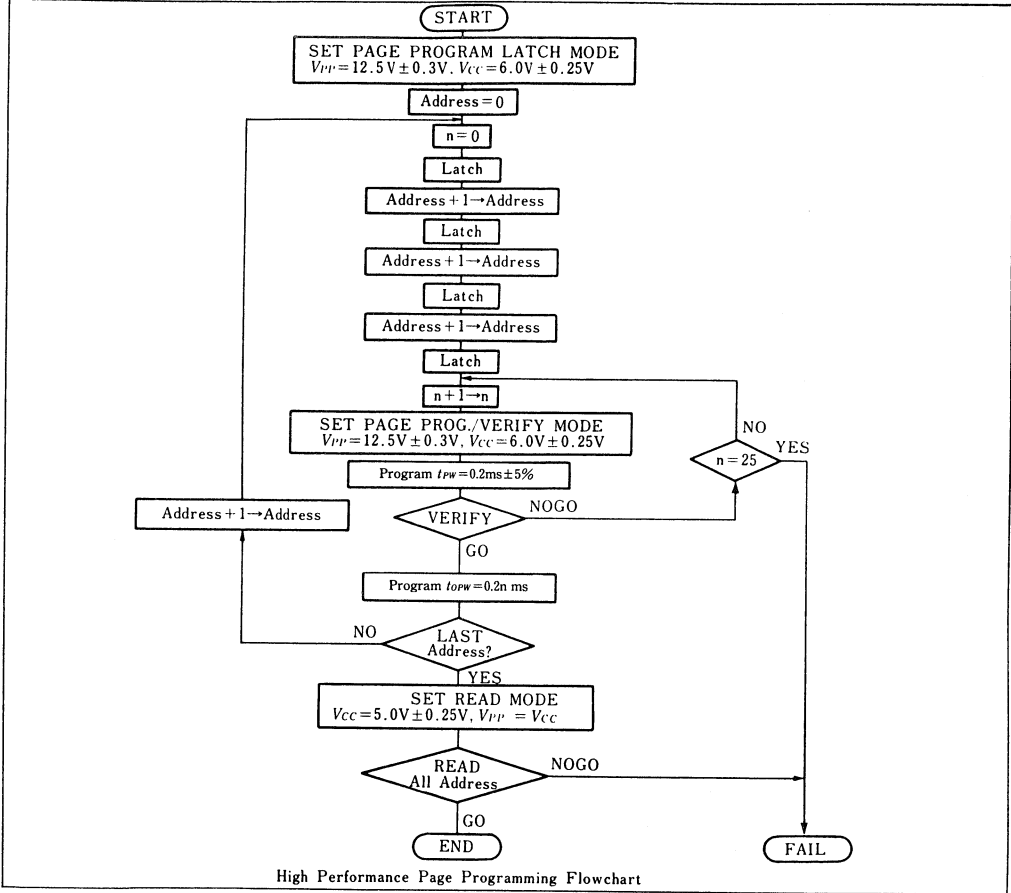 START
SET PAGE PROGRAM LATCH MODE
VPP=12.5V±0.3V. VCC=6.0V±0.25V
Address=0
n=0
Latch
Address+1→Address
Latch
Address+1→Address
Latch
Address+1→Address
Latch
n+1→n
SET PAGE PROG./VERIFY MODE
VPP=12.5V±0.3V, VCC=6.0V±0.25V
NO
n=25
YES
Program tPW=0.2ms±5%
Address+1→Address
VERIFY
NOGO
GO
Program tOPW=0.2n ms
NO
LAST
Address?
YES
SET READ MODE
VCC=5.0V±0.25V, VPP = VCC
READ
All Address
NOGO
GO
END
FAIL
High Performance Page Programming Flowchart